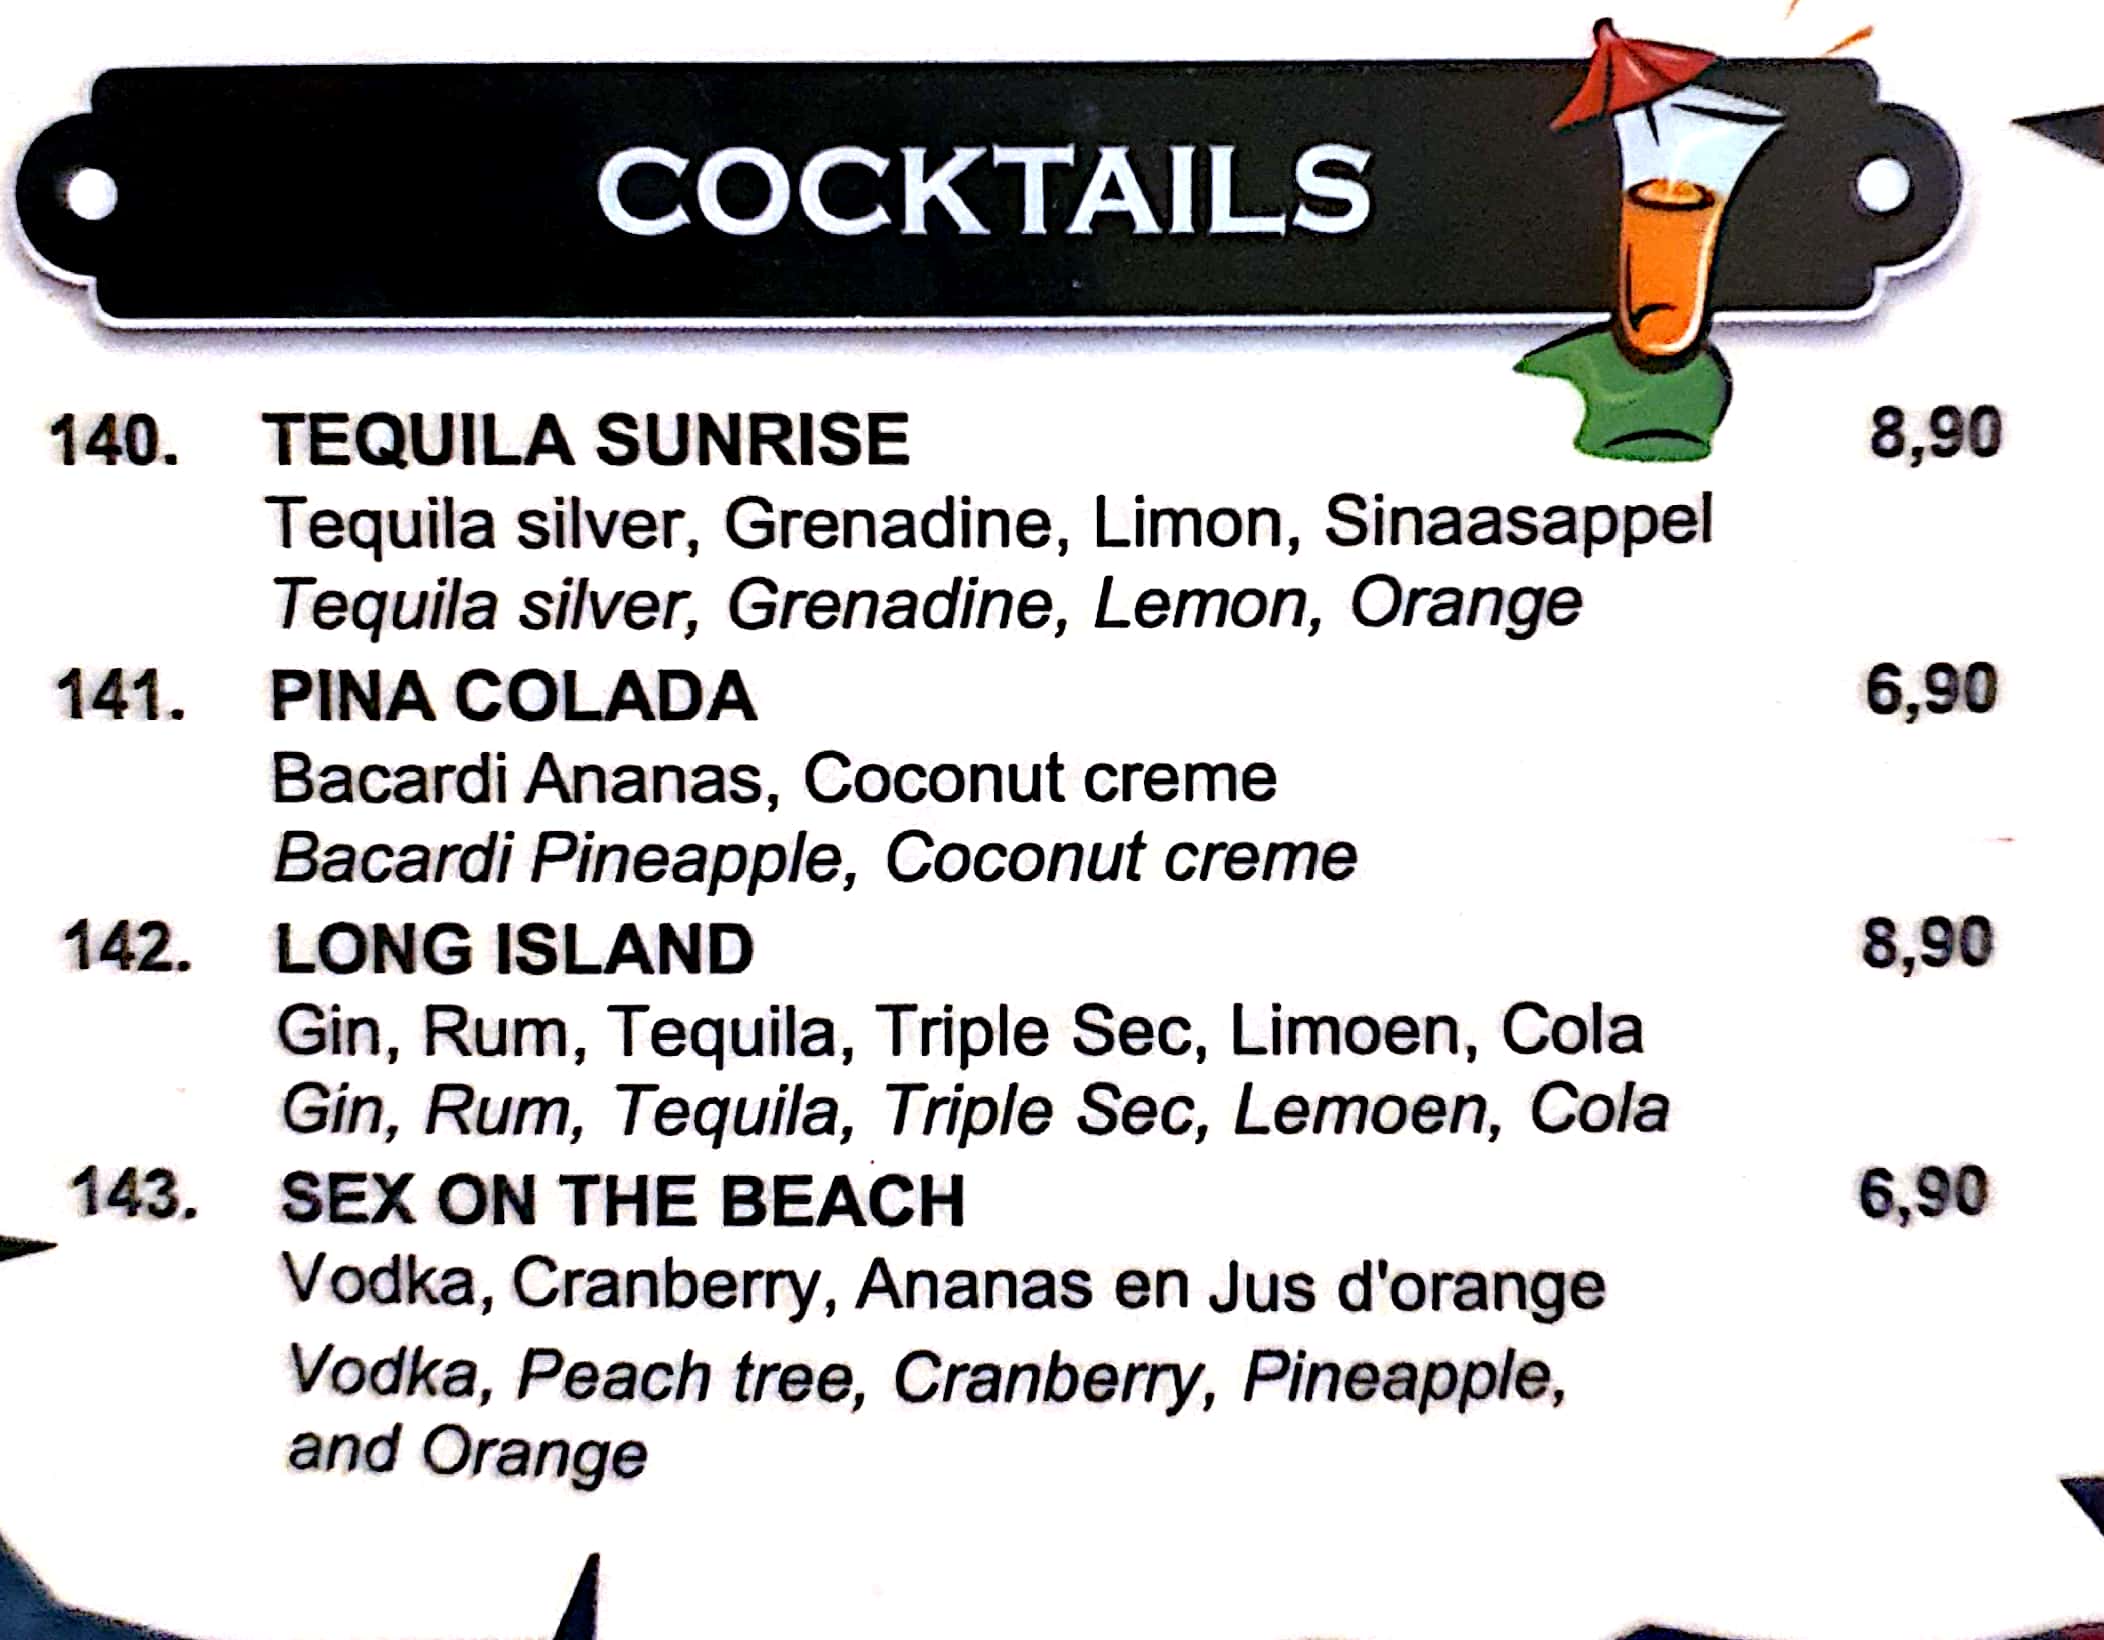 COCKTAILS
140. TEQUILA SUNRISE 8,90
Tequila silver, Grenadine, Limon, Sinaasappel
Tequila silver, Grenadine, Lemon, Orange
141. PINA COLADA 6,90
Bacardi Ananas, Coconut creme
Bacardi Pineapple, Coconut creme
142. LONG ISLAND 8,90
Gin, Rum, Tequila, Triple Sec, Limoen, Cola
Gin, Rum, Tequila, Triple Sec, Lemoen, Cola
143. SEX ON THE BEACH 6,90
Vodka, Cranberry, Ananas en Jus d'orange
Vodka, Peach tree, Cranberry, Pineapple,
and Orange